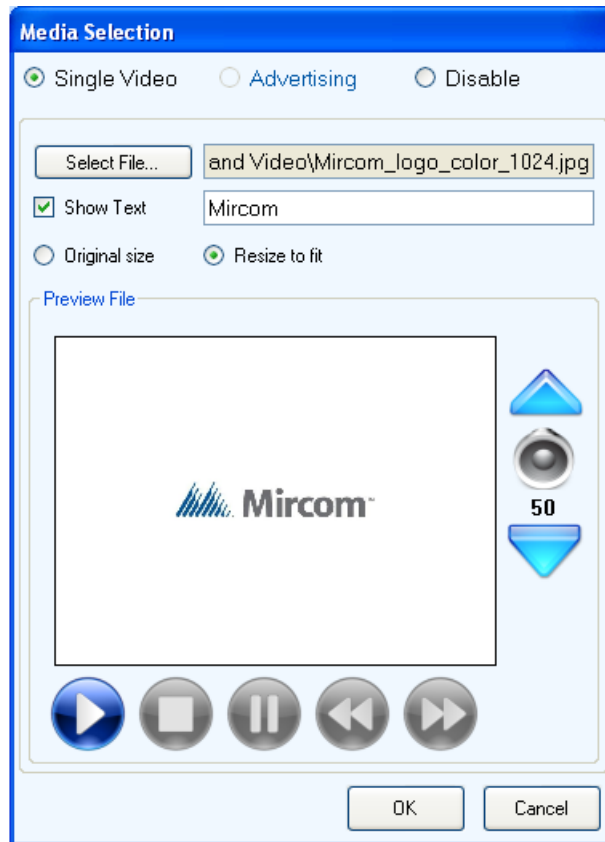 Media Selection
Single Video Advertising Disable
Select File... and Video\Mircom_logo_color_1024.jpg
Show Text Mircom
Original size Resize to fit
Preview File
Mircom™
50
OK Cancel